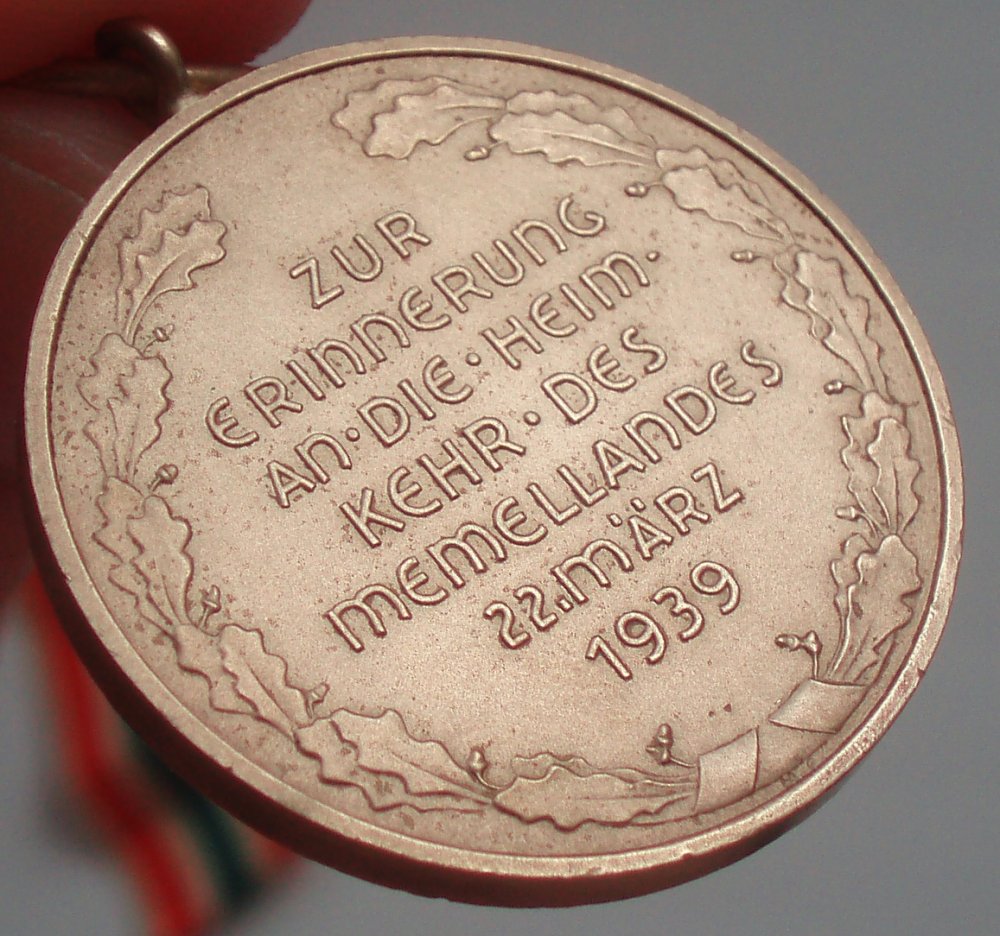 ZUR
ERINNERUNG
AN·DIE·HEIM·
KEHR·DES
MEMELLANDES
22.MÄRZ
1939